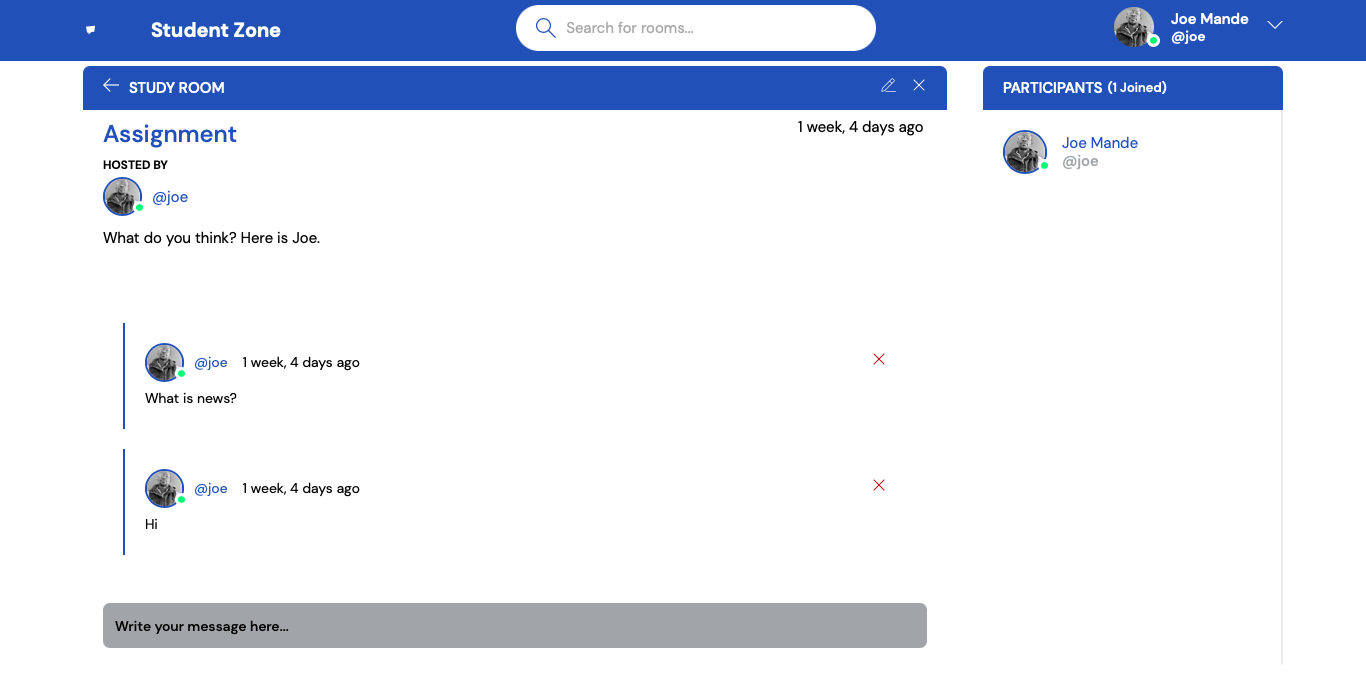 Student Zone
Search for rooms...
Joe Mande
@joe
STUDY ROOM
Assignment
1 week, 4 days ago
HOSTED BY
@joe
What do you think? Here is Joe.
@joe 1 week, 4 days ago
What is news?
@joe 1 week, 4 days ago
Hi
Write your message here...
PARTICIPANTS (1 Joined)
Joe Mande
@joe